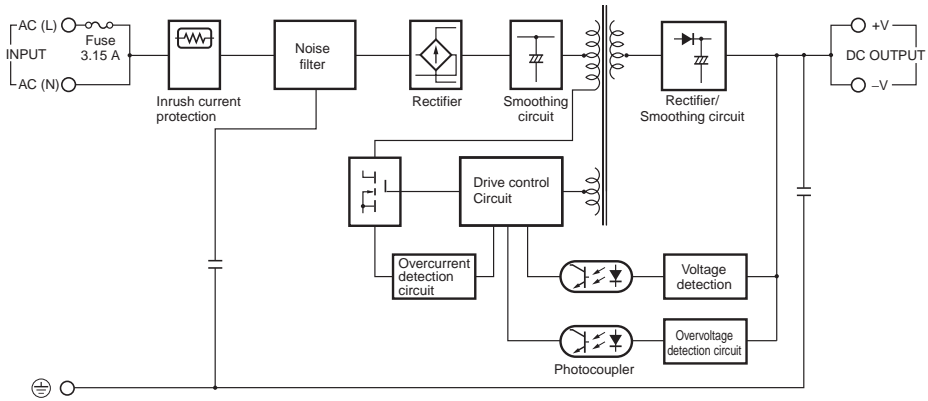 AC (L)
INPUT
AC (N)
Fuse
3.15 A
Inrush current
protection
Noise
filter
Rectifier
Smoothing
circuit
Rectifier/
Smoothing circuit
+V
DC OUTPUT
–V
Drive control
Circuit
Overcurrent
detection
circuit
Voltage
detection
Overvoltage
detection circuit
Photocoupler